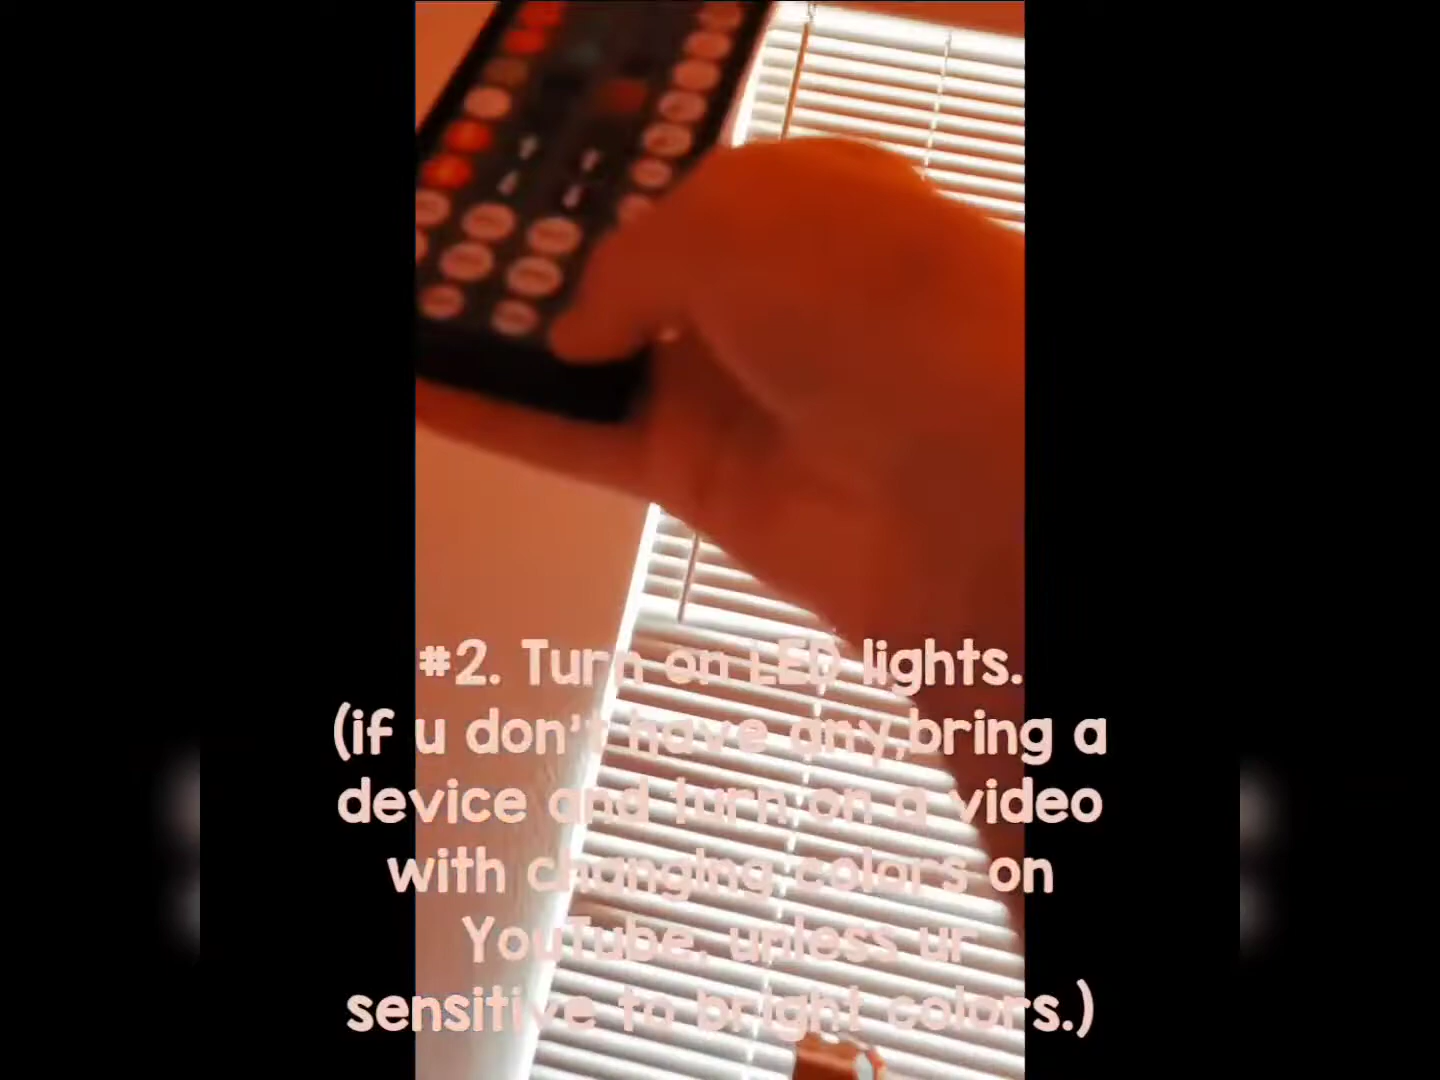 #2. Turn on LED lights.
(if u don't have any,bring a
device and turn on a video
with changing colors on
YouTube, unless ur
sensitive to bright colors.)